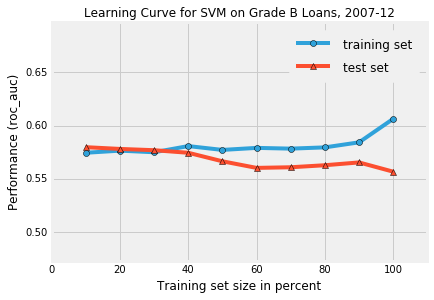 Learning Curve for SVM on Grade B Loans, 2007-12
training set
test set
Performance (roc_auc)
0.65
0.60
0.55
0.50
0 20 40 60 80 100
Training set size in percent